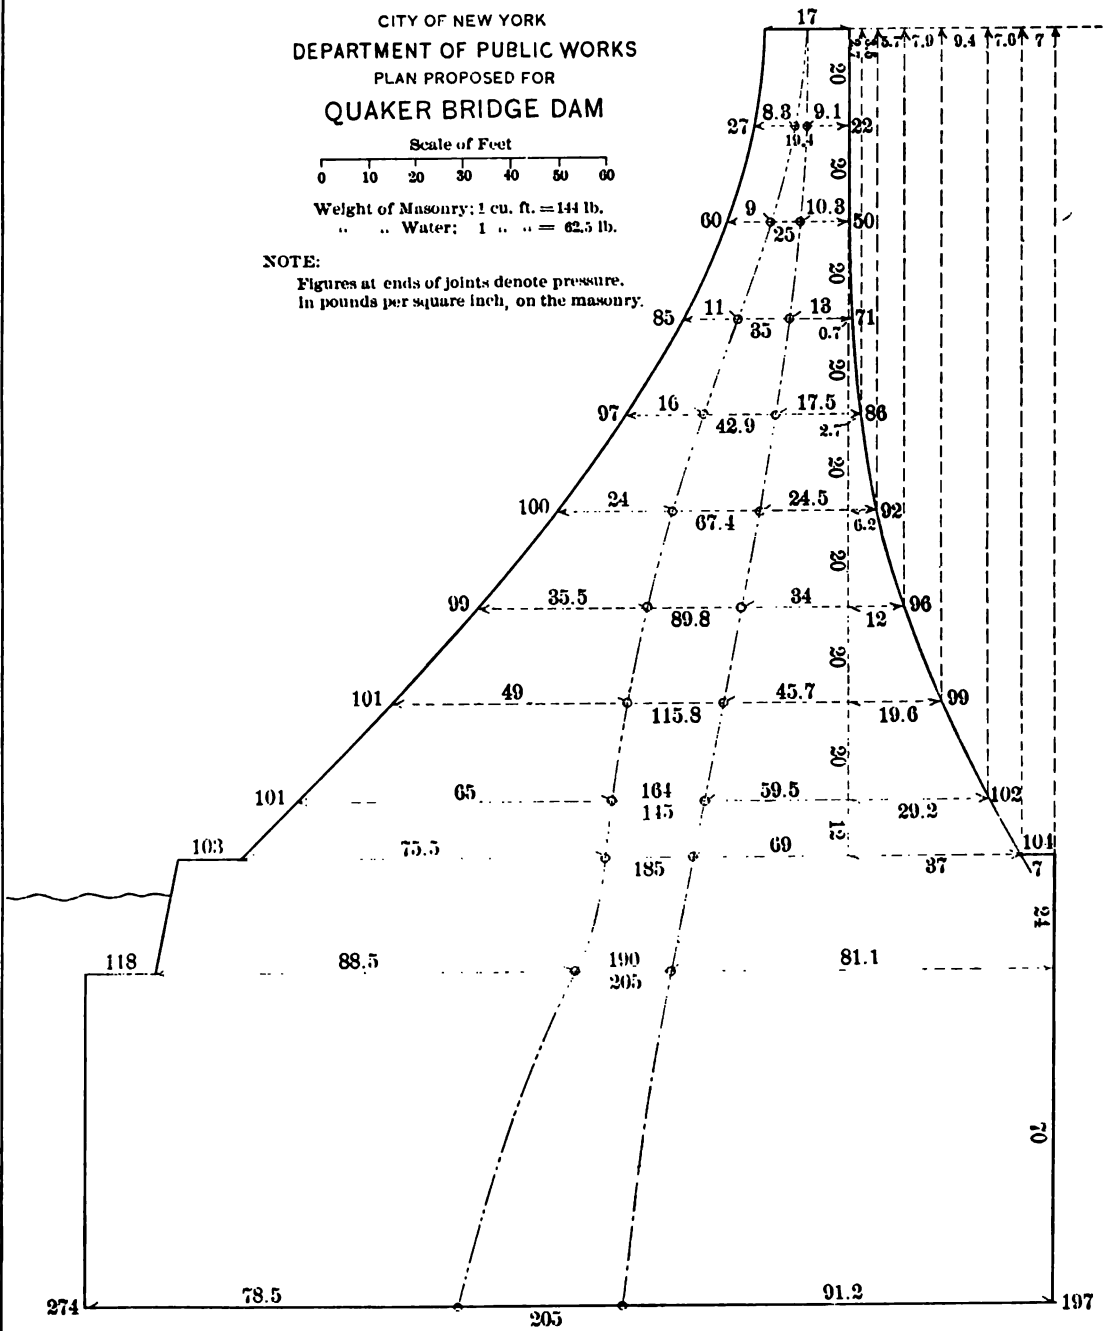 CITY OF NEW YORK
DEPARTMENT OF PUBLIC WORKS
PLAN PROPOSED FOR
QUAKER BRIDGE DAM
Scale of Feet
0 10 20 30 40 50 60
Weight of Masonry; 1 cu. ft. = 144 lb.
" " Water; 1 " " = 62.5 lb.
NOTE:
Figures at ends of joints denote pressure.
in pounds per square inch, on the masonry.
17
5.7 7.9 9.4 7.6 7
20
27 8.3 9.1 22
19.4
20
60 9 10.3 50
25
20
85 11 13 71
35 0.7
20
97 16 17.5 86
42.9 2.7
20
100 24 24.5 92
67.4 6.2
20
99 35.5 34 96
89.8 12
20
101 49 45.7 99
115.8 19.6
20
101 65 164 59.5 102
145 29.2
12
103 75.5 69 104
185 37 7
24
118 88.5 190 81.1
205
70
274 78.5 91.2 197
205